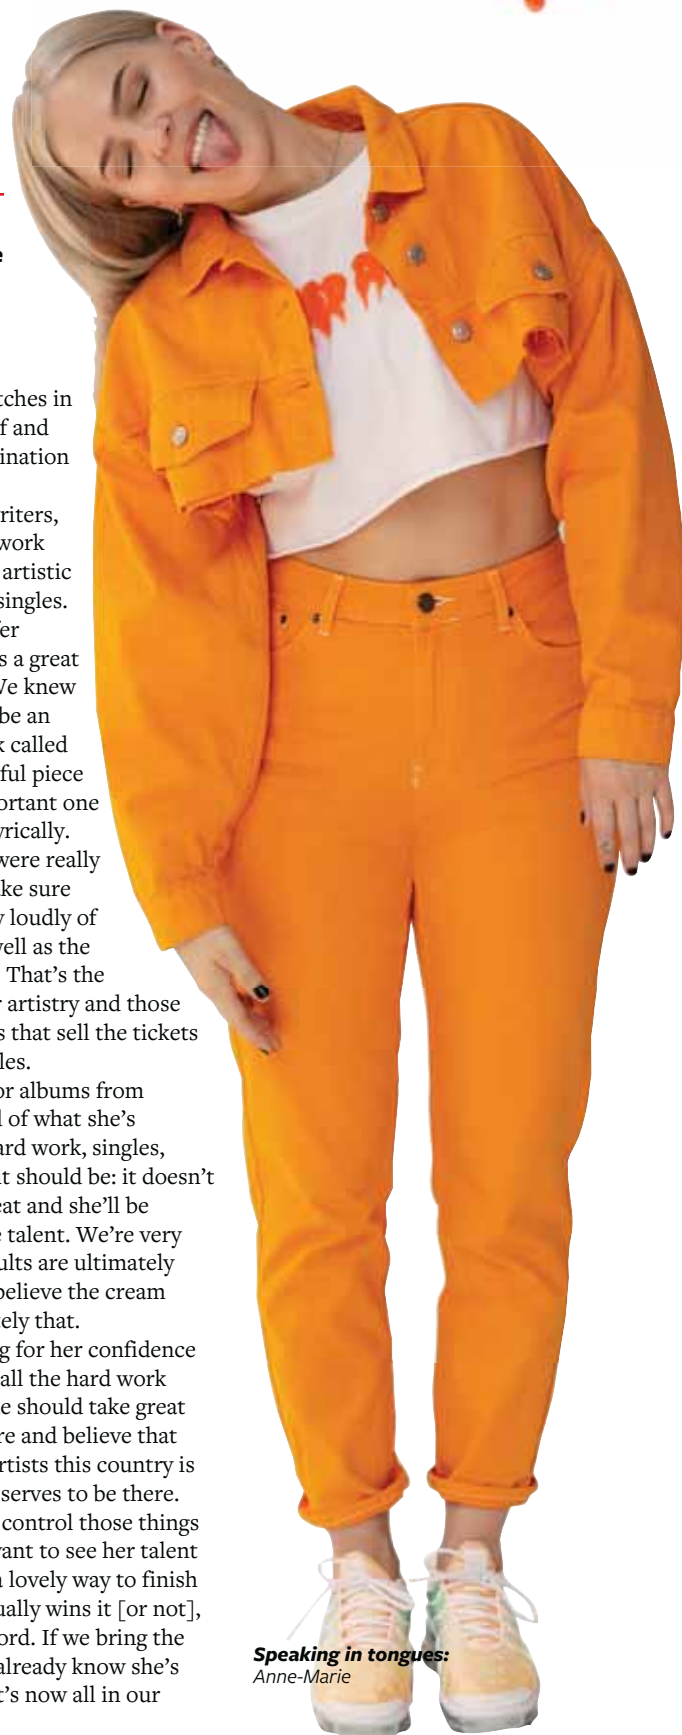 e
tches in
f and
ination
riters,
work
artistic
singles.
er
s a great
We knew
be an
k called
ful piece
ortant one
yrically.
were really
ke sure
y loudly of
well as the
That's the
r artistry and those
s that sell the tickets
les.
or albums from
l of what she's
ard work, singles,
it should be: it doesn't
eat and she'll be
e talent. We're very
ults are ultimately
believe the cream
ely that.
g for her confidence
all the hard work
e should take great
re and believe that
rtists this country is
serves to be there.
control those things
vant to see her talent
a lovely way to finish
ually wins it [or not],
ord. If we bring the
already know she's
t's now all in our
Speaking in tongues:
Anne-Marie